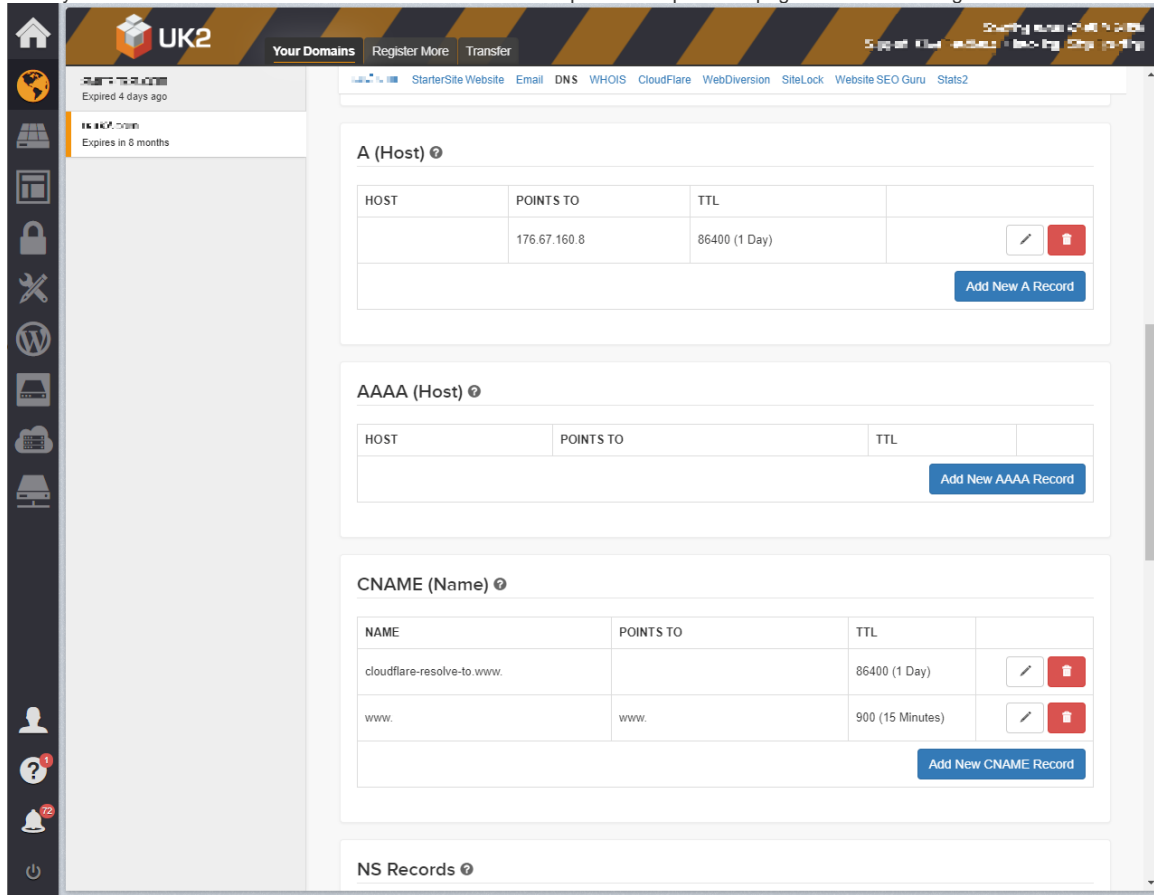 UK2
Your Domains Register More Transfer
Expired 4 days ago
Expires in 8 months
StarterSite Website Email DNS WHOIS CloudFlare WebDiversion SiteLock Website SEO Guru Stats2
A (Host) ?
HOST POINTS TO TTL
176.67.160.8 86400 (1 Day)
Add New A Record
AAAA (Host) ?
HOST POINTS TO TTL
Add New AAAA Record
CNAME (Name) ?
NAME POINTS TO TTL
cloudflare-resolve-to.www. 86400 (1 Day)
www. www. 900 (15 Minutes)
Add New CNAME Record
NS Records ?
? 1
72